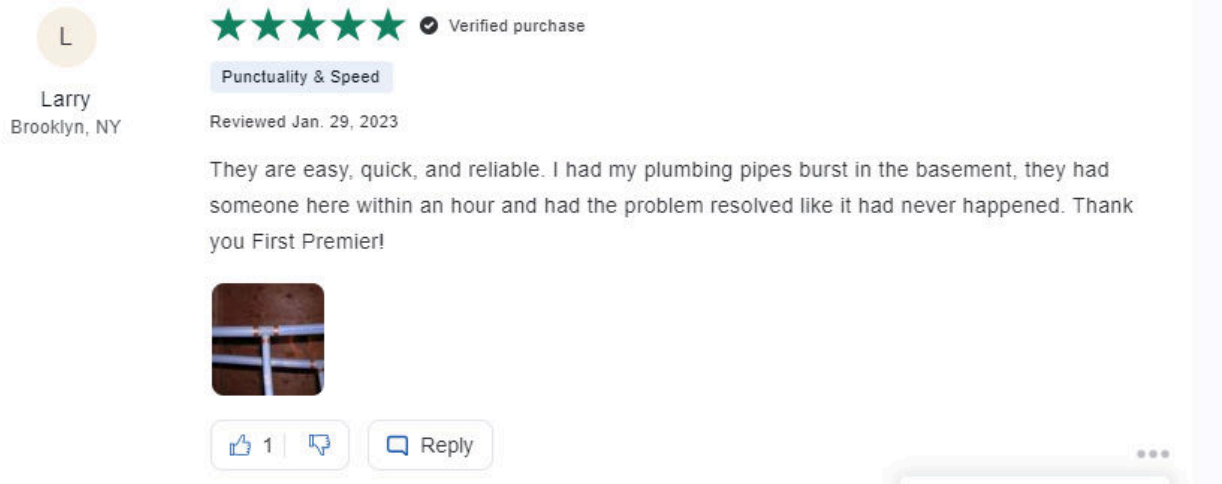 L
Larry
Brooklyn, NY
Verified purchase
Punctuality & Speed
Reviewed Jan. 29, 2023
They are easy, quick, and reliable. I had my plumbing pipes burst in the basement, they had
someone here within an hour and had the problem resolved like it had never happened. Thank
you First Premier!
1
Reply